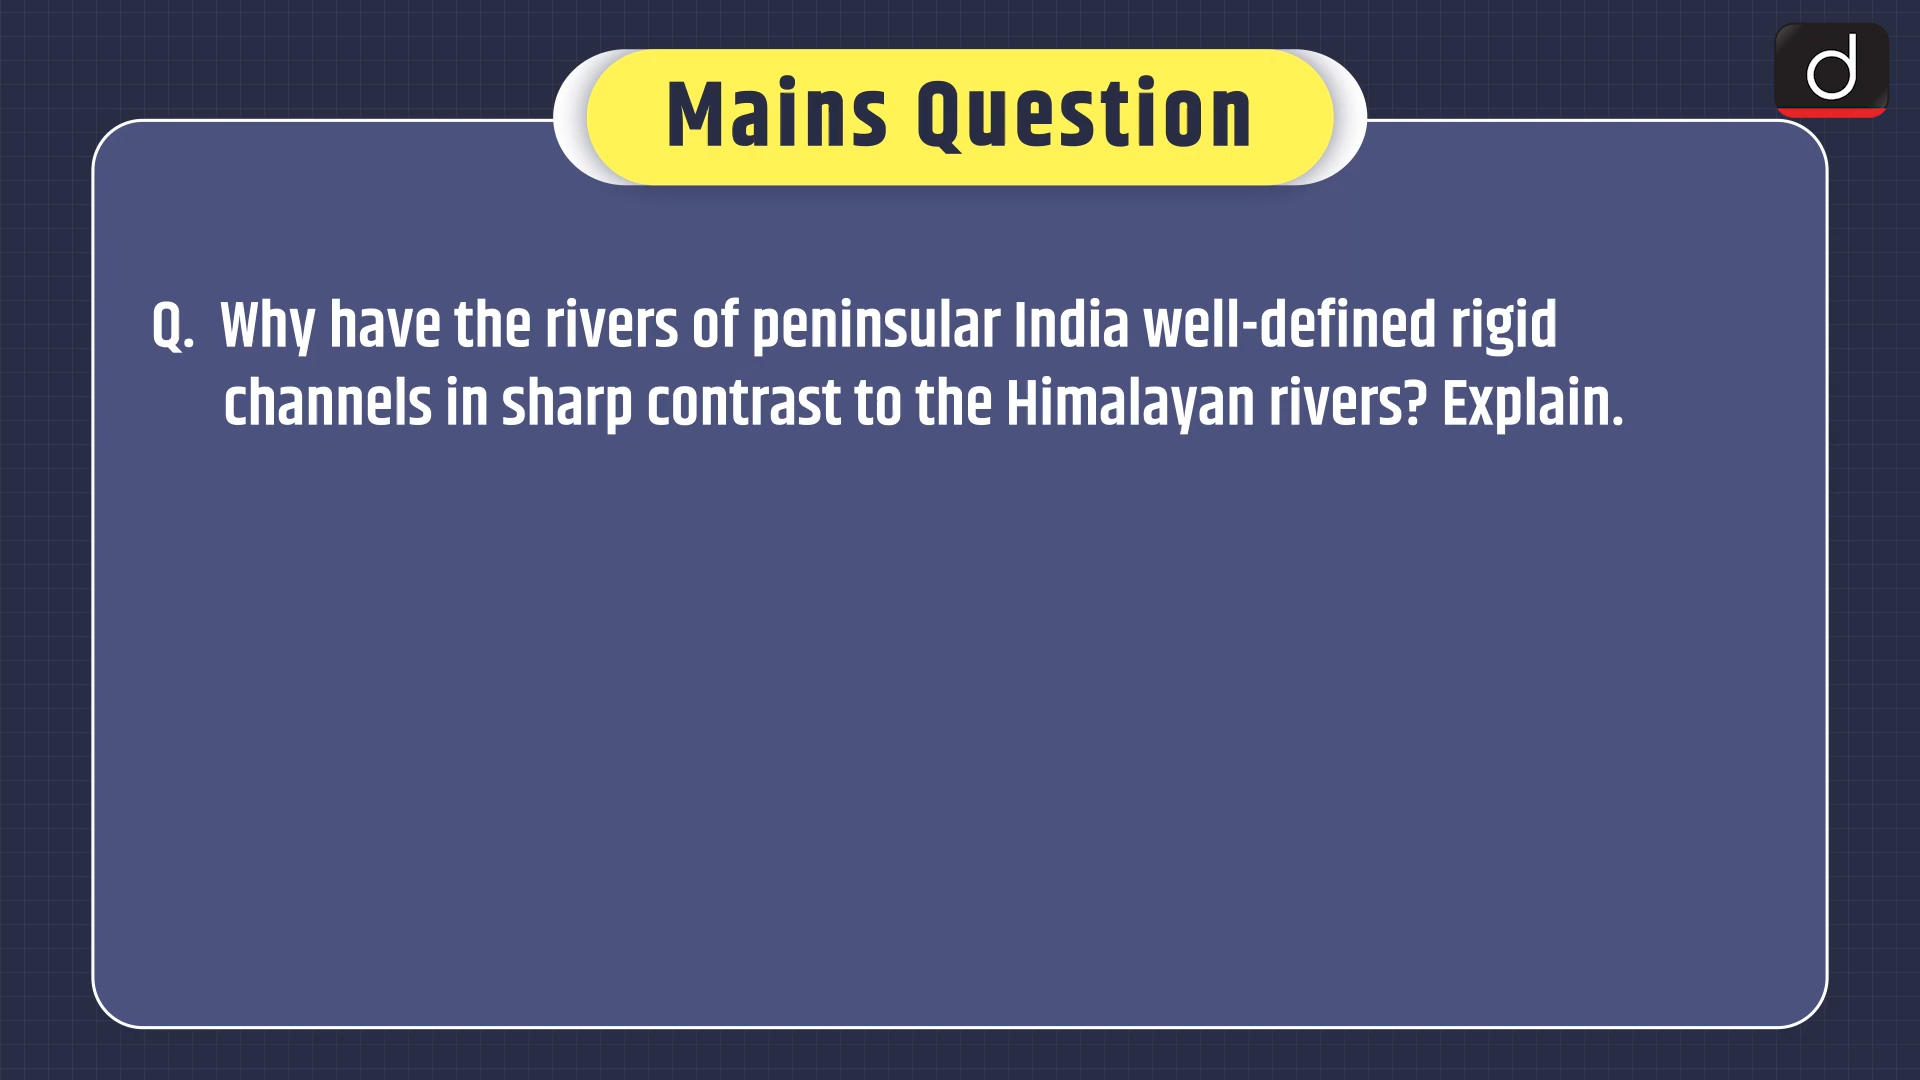 Mains Question
d
Q. Why have the rivers of peninsular India well-defined rigid
channels in sharp contrast to the Himalayan rivers? Explain.